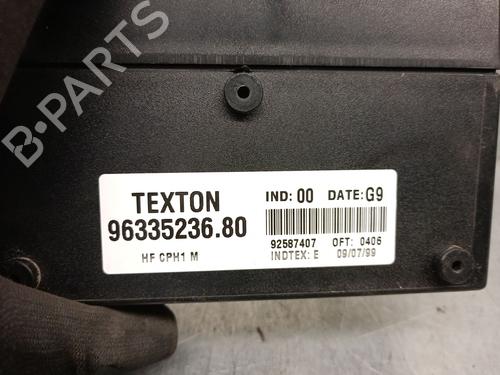 B-PARTS
TEXTON IND: 00 DATE: G9
96335236.80
92587407 OFT: 0406
HF CPH1 M INDTEX: E 09/07/99